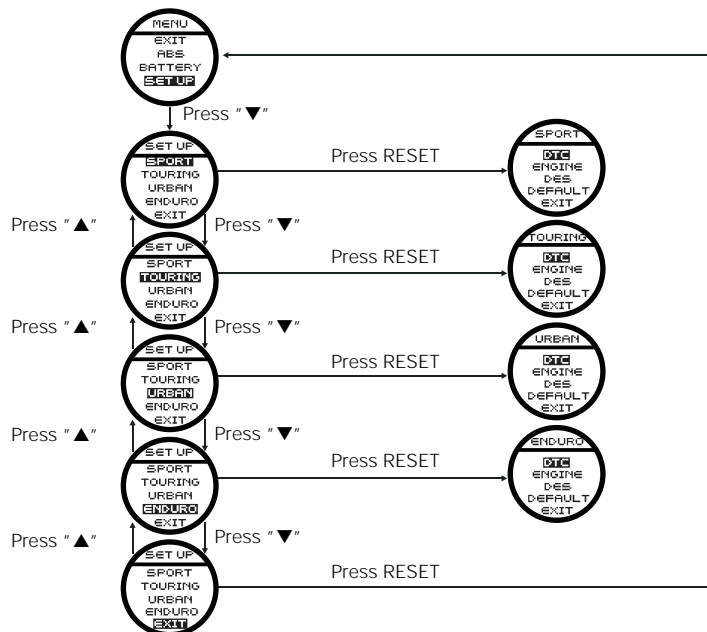 MENU
EXIT
ABS
BATTERY
SET UP
Press "▼"
SET UP
SPORT
TOURING
URBAN
ENDURO
EXIT
Press RESET
SPORT
DTC
ENGINE
DES
DEFAULT
EXIT
Press "▲"
Press "▼"
SET UP
SPORT
TOURING
URBAN
ENDURO
EXIT
Press RESET
TOURING
DTC
ENGINE
DES
DEFAULT
EXIT
Press "▲"
Press "▼"
SET UP
SPORT
TOURING
URBAN
ENDURO
EXIT
Press RESET
URBAN
DTC
ENGINE
DES
DEFAULT
EXIT
Press "▲"
Press "▼"
SET UP
SPORT
TOURING
URBAN
ENDURO
EXIT
Press RESET
ENDURO
DTC
ENGINE
DES
DEFAULT
EXIT
Press "▲"
Press "▼"
SET UP
SPORT
TOURING
URBAN
ENDURO
EXIT
Press RESET